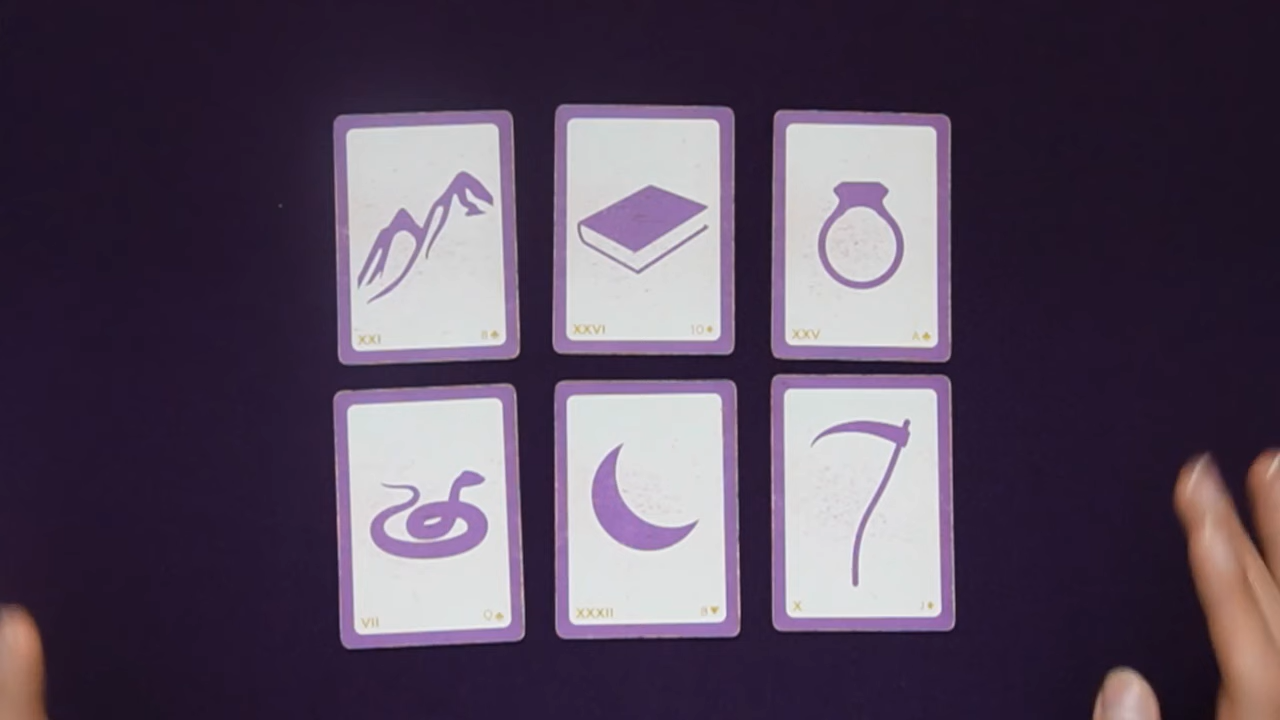 XXI 8♣
XXVI 10♦
XXV A♣
VII Q♣
XXXII 8♥
X J♦